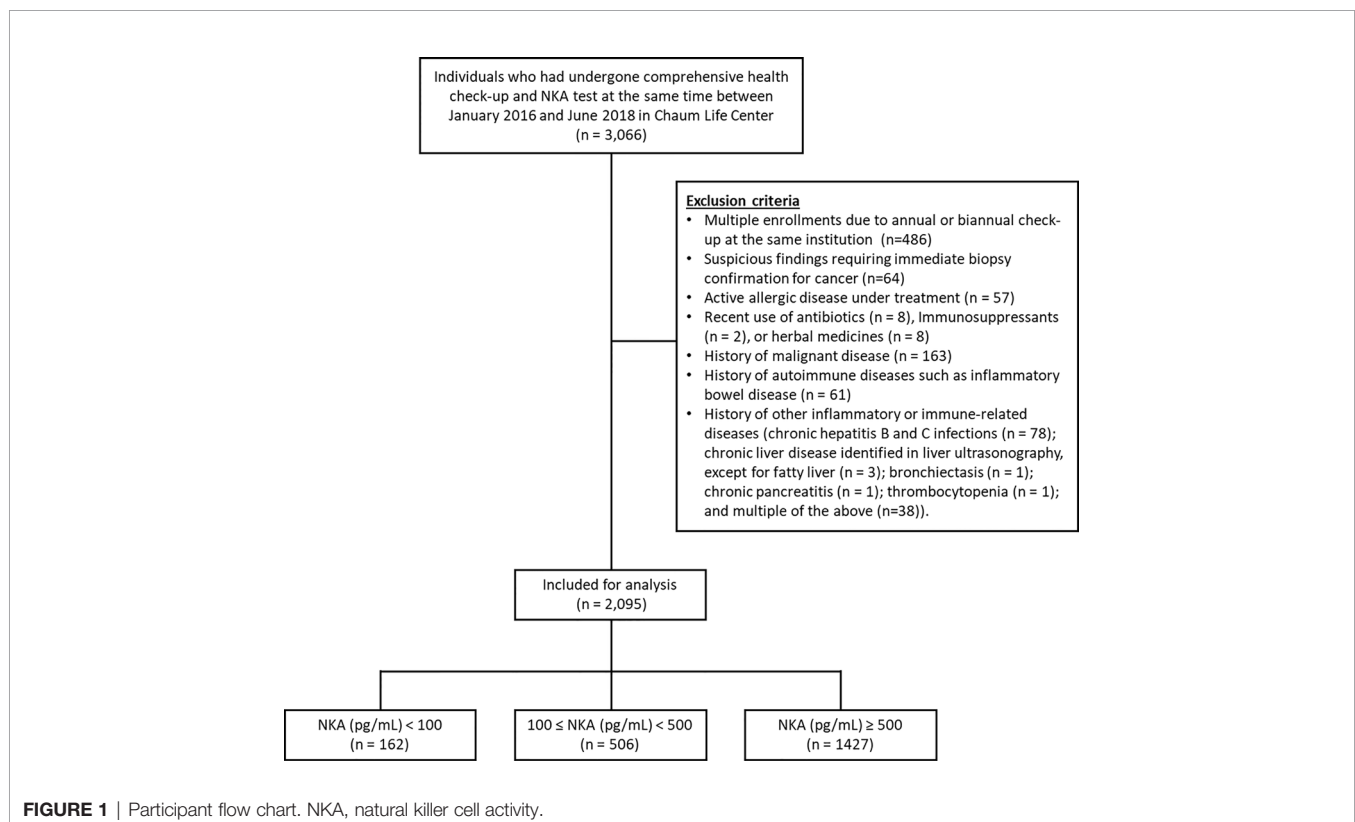 Individuals who had undergone comprehensive health
check-up and NKA test at the same time between
January 2016 and June 2018 in Chaum Life Center
(n = 3,066)
Exclusion criteria
• Multiple enrollments due to annual or biannual check-
up at the same institution (n=486)
• Suspicious findings requiring immediate biopsy
confirmation for cancer (n=64)
• Active allergic disease under treatment (n = 57)
• Recent use of antibiotics (n = 8), Immunosuppressants
(n = 2), or herbal medicines (n = 8)
• History of malignant disease (n = 163)
• History of autoimmune diseases such as inflammatory
bowel disease (n = 61)
• History of other inflammatory or immune-related
diseases (chronic hepatitis B and C infections (n = 78);
chronic liver disease identified in liver ultrasonography,
except for fatty liver (n = 3); bronchiectasis (n = 1);
chronic pancreatitis (n = 1); thrombocytopenia (n = 1);
and multiple of the above (n=38)).
Included for analysis
(n = 2,095)
NKA (pg/mL) < 100
(n = 162)
100 ≤ NKA (pg/mL) < 500
(n = 506)
NKA (pg/mL) ≥ 500
(n = 1427)
FIGURE 1 | Participant flow chart. NKA, natural killer cell activity.